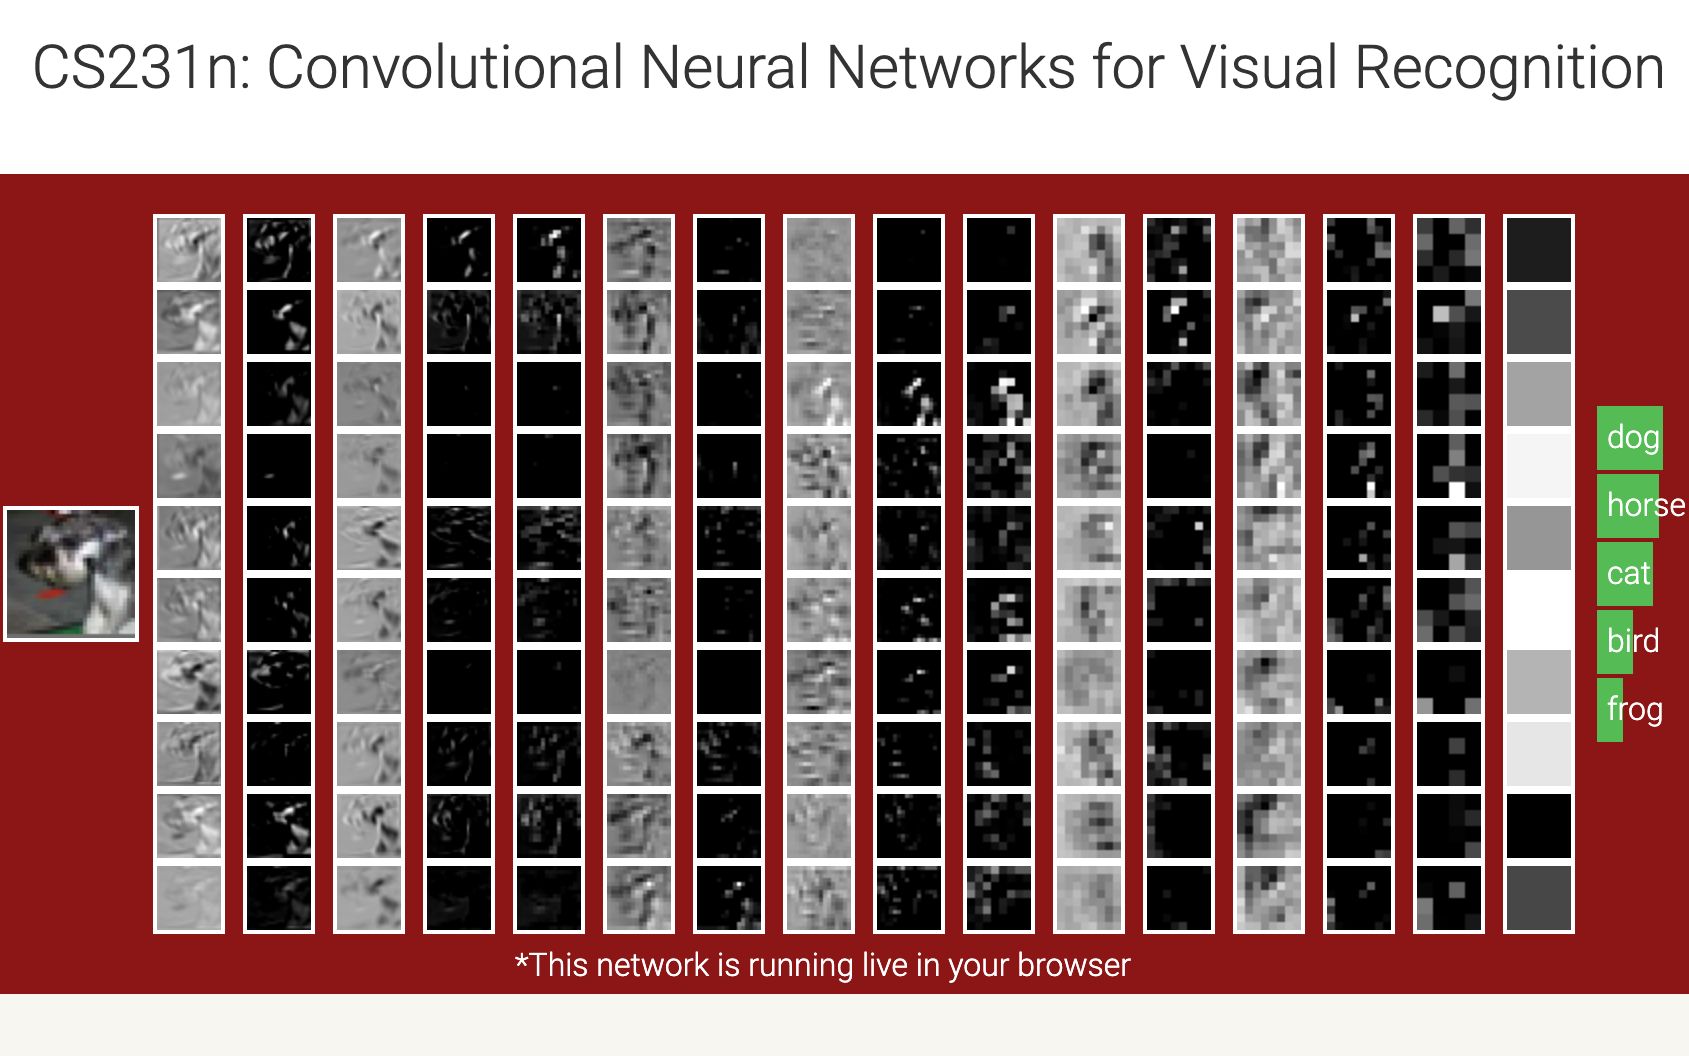 CS231n: Convolutional Neural Networks for Visual Recognition
dog
horse
cat
bird
frog
*This network is running live in your browser